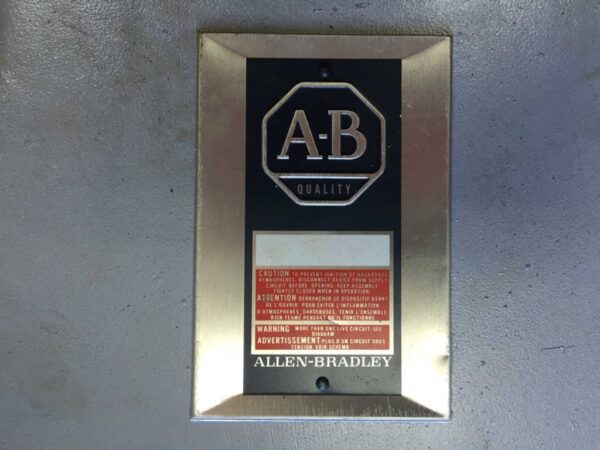 A-B
QUALITY
CAUTION TO PREVENT IGNITION OF HAZARDOUS
ATMOSPHERES. DISCONNECT DEVICE FROM SUPPLY
CIRCUIT BEFORE OPENING. KEEP ASSEMBLY
TIGHTLY CLOSED WHEN IN OPERATION.
ATTENTION DEBRANCHER CE DISPOSITIF AVANT
DE L'OUVRIR POUR EVITER L'INFLAMMATION
D'ATMOSPHERES DANGEREUSES. TENIR L'ENSEMBLE
BIEN FERME PENDANT QU'IL FONCTIONNE.
WARNING MORE THAN ONE LIVE CIRCUIT SEE
DIAGRAM
ADVERTISSEMENT PLUS D'UN CIRCUIT SOUS
TENSION VOIR SCHEMA
ALLEN-BRADLEY